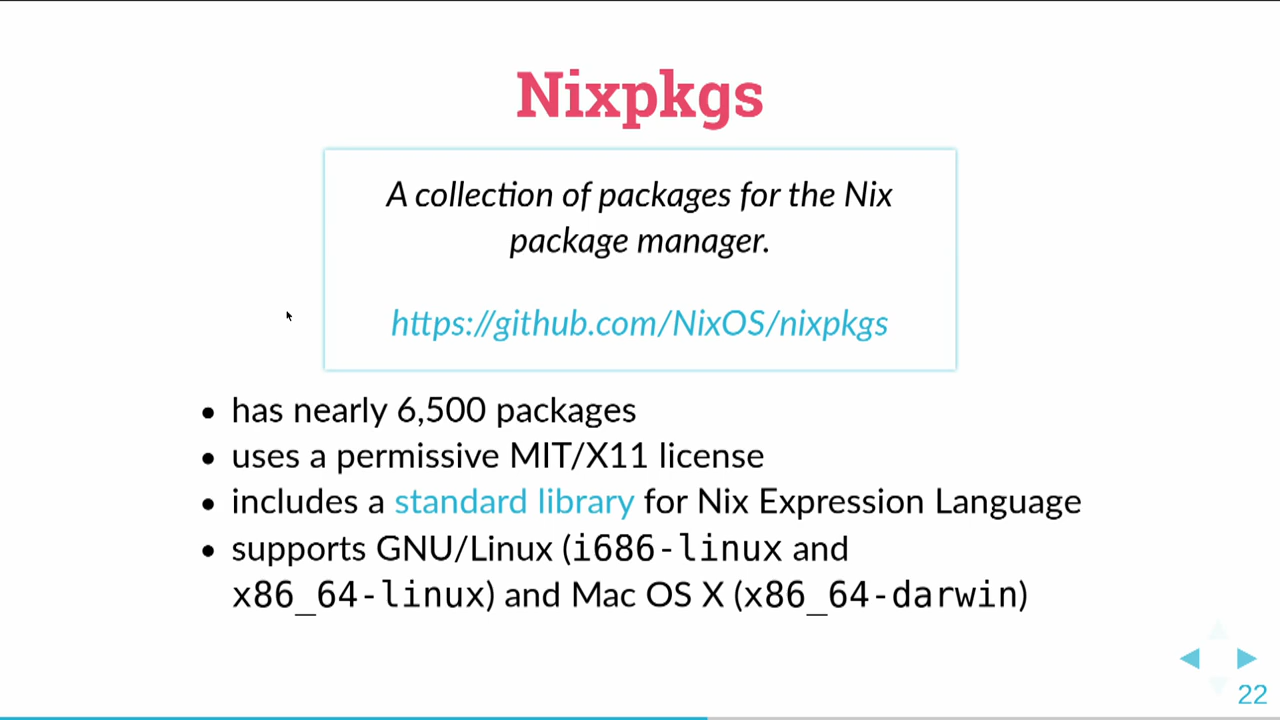 Nixpkgs
A collection of packages for the Nix
package manager.
https://github.com/NixOS/nixpkgs
• has nearly 6,500 packages
• uses a permissive MIT/X11 license
• includes a standard library for Nix Expression Language
• supports GNU/Linux (i686-linux and
x86_64-linux) and Mac OS X (x86_64-darwin)
22